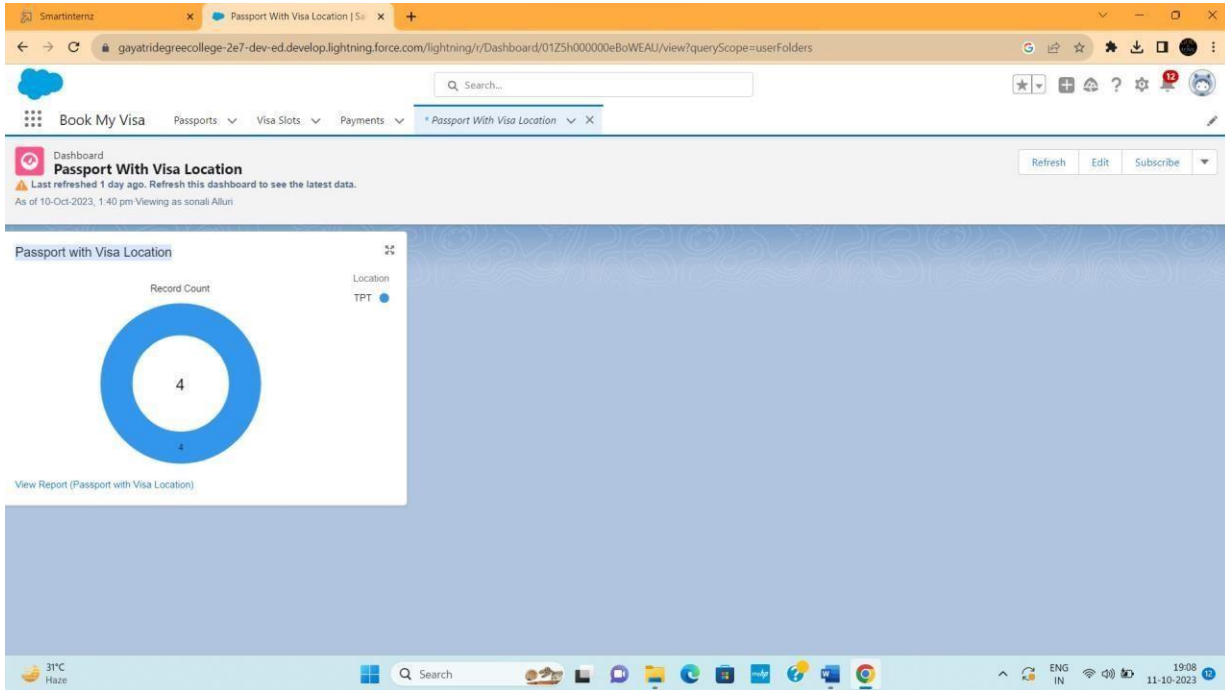 Smartinternz
Passport With Visa Location | Sa
gayatridegreecollege-2e7-dev-ed.develop.lightning.force.com/lightning/r/Dashboard/01Z5h000000eBoWEAU/view?queryScope=userFolders
Search...
12
Book My Visa Passports Visa Slots Payments * Passport With Visa Location
Dashboard
Passport With Visa Location
Last refreshed 1 day ago. Refresh this dashboard to see the latest data.
As of 10-Oct-2023, 1:40 pm·Viewing as sonali Alluri
Refresh Edit Subscribe
Passport with Visa Location
Record Count
Location
TPT
4
4
View Report (Passport with Visa Location)
31°C
Haze
Search
ENG
IN
19:08
11-10-2023
12